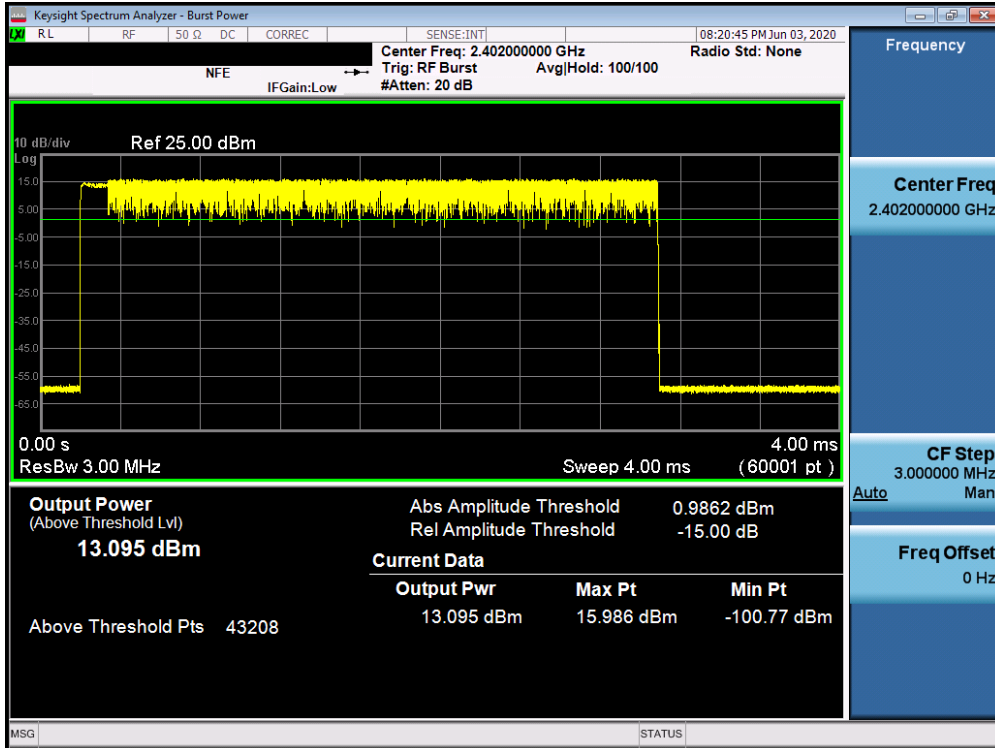 Keysight Spectrum Analyzer - Burst Power
LXI RL RF 50 Ω DC CORREC SENSE:INT 08:20:45 PM Jun 03, 2020
Center Freq: 2.402000000 GHz Radio Std: None
NFE Trig: RF Burst Avg|Hold: 100/100
IFGain:Low #Atten: 20 dB
10 dB/div Ref 25.00 dBm
Log
15.0
5.00
-5.00
-15.0
-25.0
-35.0
-45.0
-55.0
-65.0
0.00 s 4.00 ms
ResBw 3.00 MHz Sweep 4.00 ms (60001 pt)
Output Power
(Above Threshold Lvl)
13.095 dBm
Above Threshold Pts 43208
Abs Amplitude Threshold 0.9862 dBm
Rel Amplitude Threshold -15.00 dB
Current Data
Output Pwr Max Pt Min Pt
13.095 dBm 15.986 dBm -100.77 dBm
Frequency
Center Freq
2.402000000 GHz
CF Step
3.000000 MHz
Auto Man
Freq Offset
0 Hz
MSG STATUS